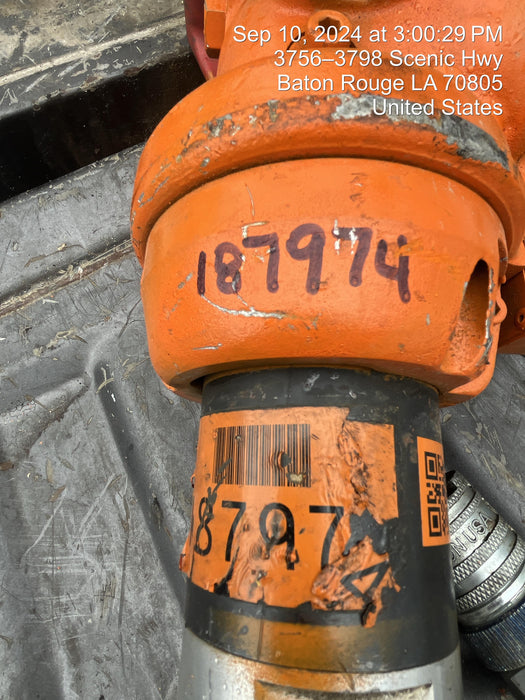 Sep 10, 2024 at 3:00:29 PM
3756–3798 Scenic Hwy
Baton Rouge LA 70805
United States
187974
8797
USA